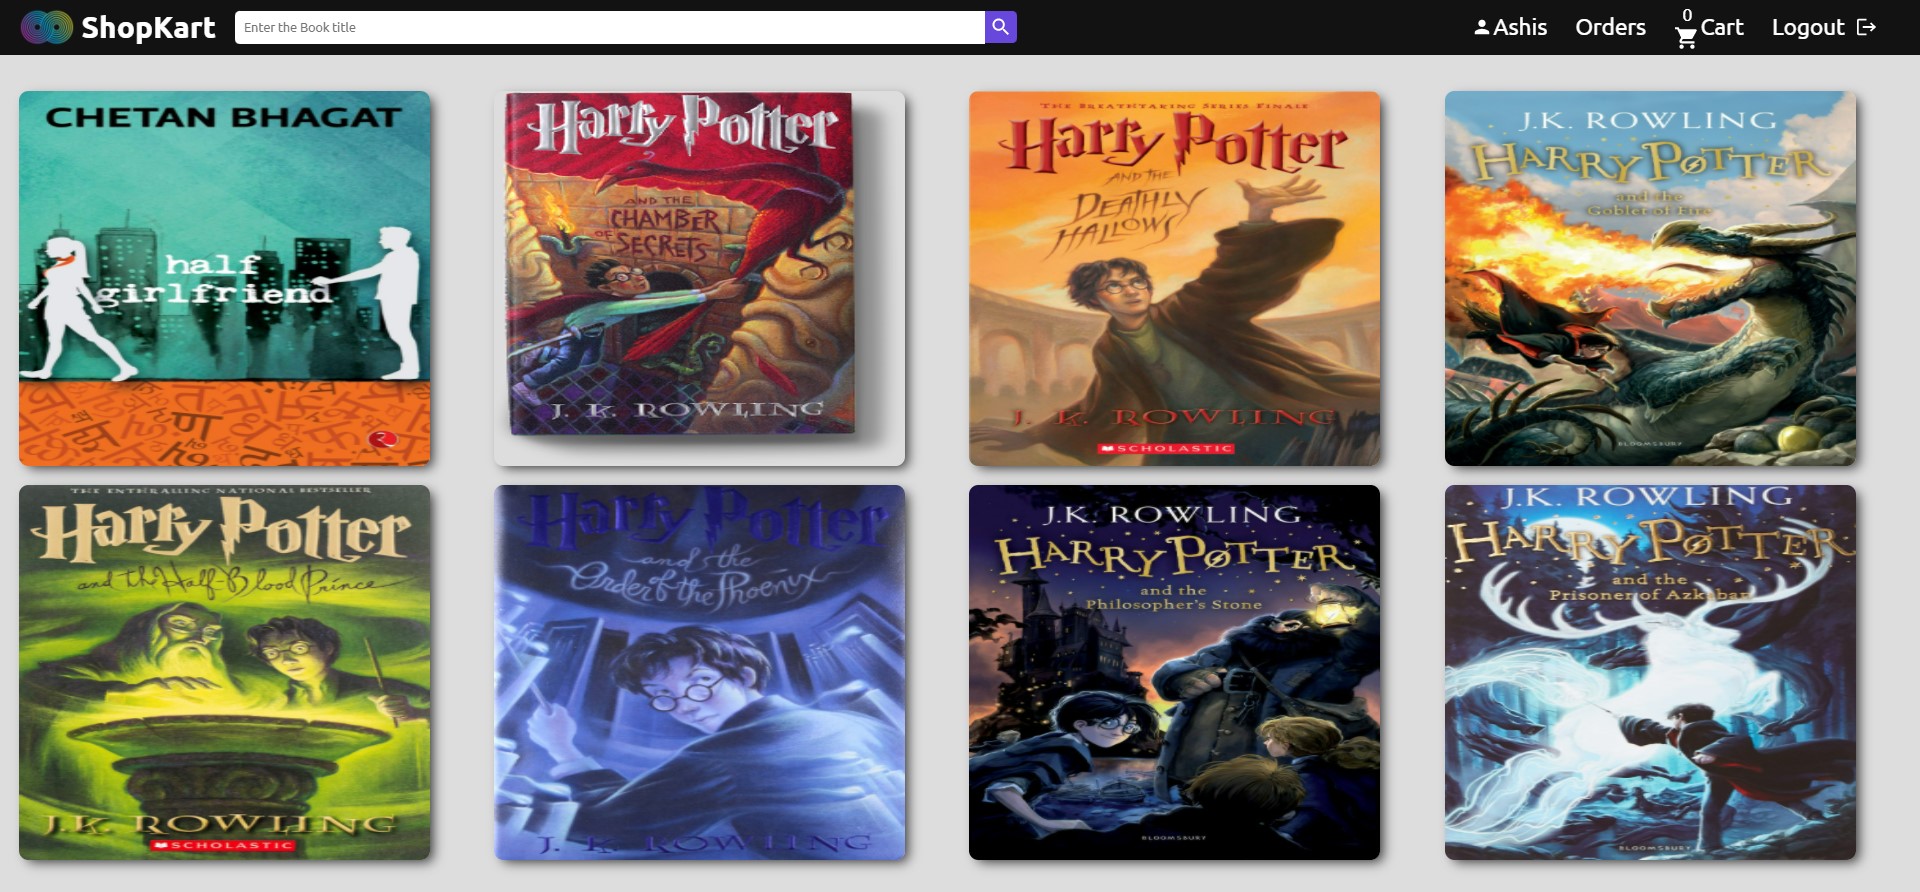 ShopKart
Enter the Book title
Ashis
Orders
0
Cart
Logout
CHETAN BHAGAT
half
girlfriend
Harry Potter
AND THE
CHAMBER
OF SECRETS
J. K. ROWLING
THE BREATHTAKING SERIES FINALE
Harry Potter
AND THE
DEATHLY
HALLOWS
J. K. ROWLING
SCHOLASTIC
J.K. ROWLING
HARRY POTTER
and the
Goblet of Fire
BLOOMSBURY
THE ENTHRALLING NATIONAL BESTSELLER
Harry Potter
and the Half-Blood Prince
J.K. ROWLING
SCHOLASTIC
Harry Potter
and the
Order of the Phoenix
J. K. ROWLING
J.K. ROWLING
HARRY POTTER
and the
Philosopher's Stone
BLOOMSBURY
J.K. ROWLING
HARRY POTTER
and the
Prisoner of Azkaban
BLOOMSBURY